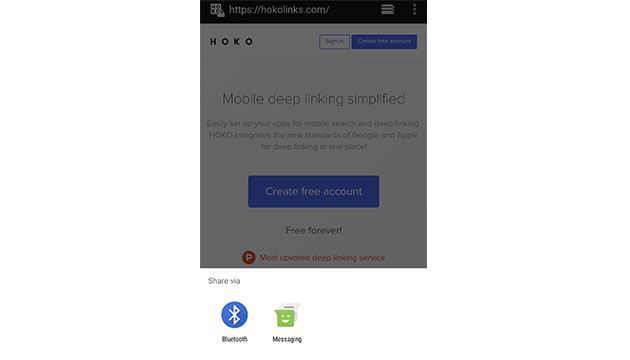 https://hokolinks.com/
HOKO
Sign in
Create free account
Mobile deep linking simplified
Easily set up your apps for mobile search and deep linking.
HOKO integrates the new standards of Google and Apple
for deep linking in one place!
Create free account
Free forever!
P Most upvoted deep linking service
Share via
Bluetooth
Messaging